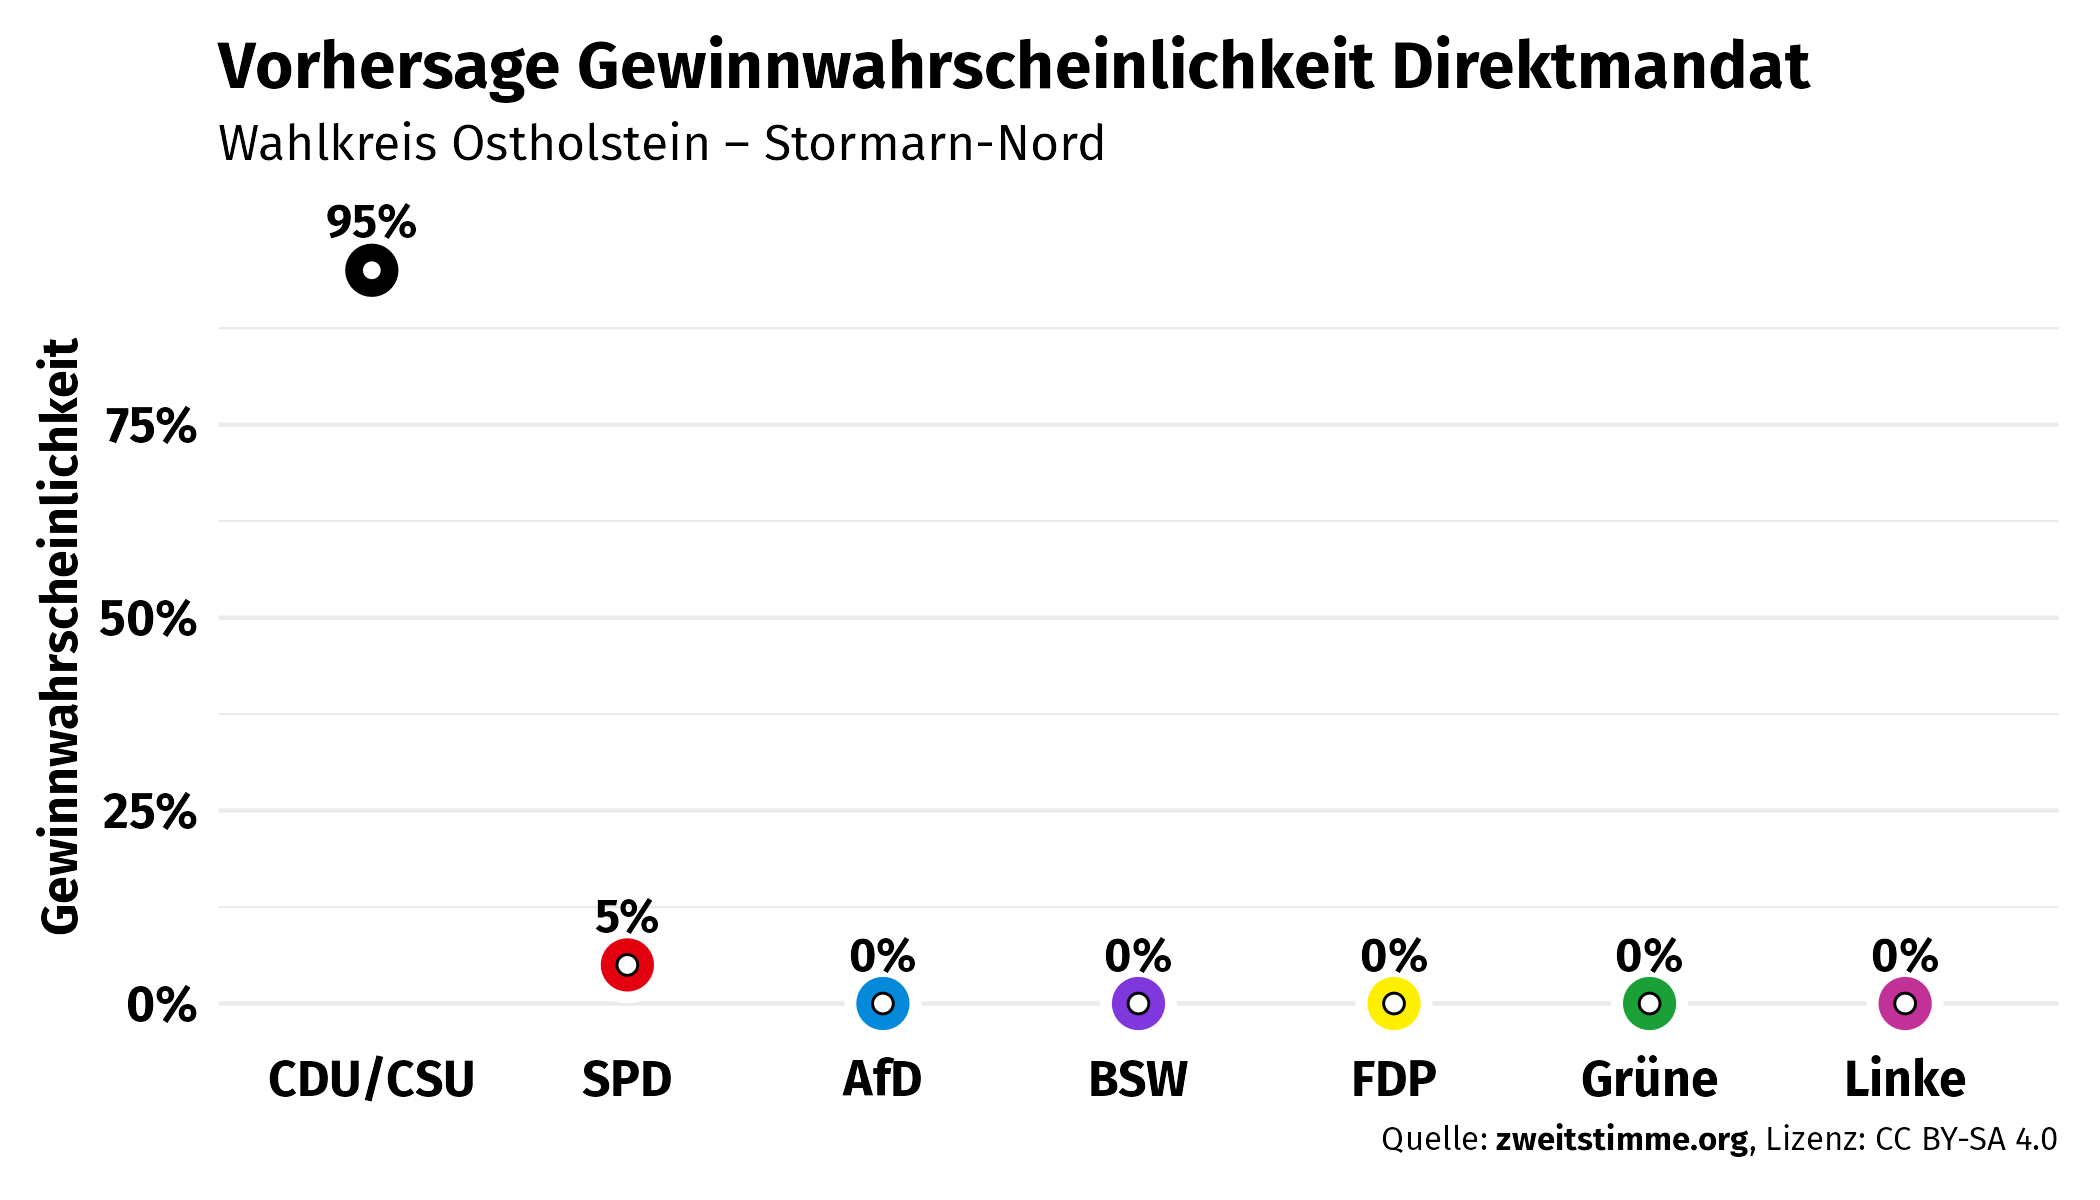 Vorhersage Gewinnwahrscheinlichkeit Direktmandat
Wahlkreis Ostholstein – Stormarn-Nord
Gewinnwahrscheinlichkeit
95%
75%
50%
25%
5%
0%
0%
0%
0%
0%
0%
CDU/CSU
SPD
AfD
BSW
FDP
Grüne
Linke
Quelle: zweitstimme.org, Lizenz: CC BY-SA 4.0